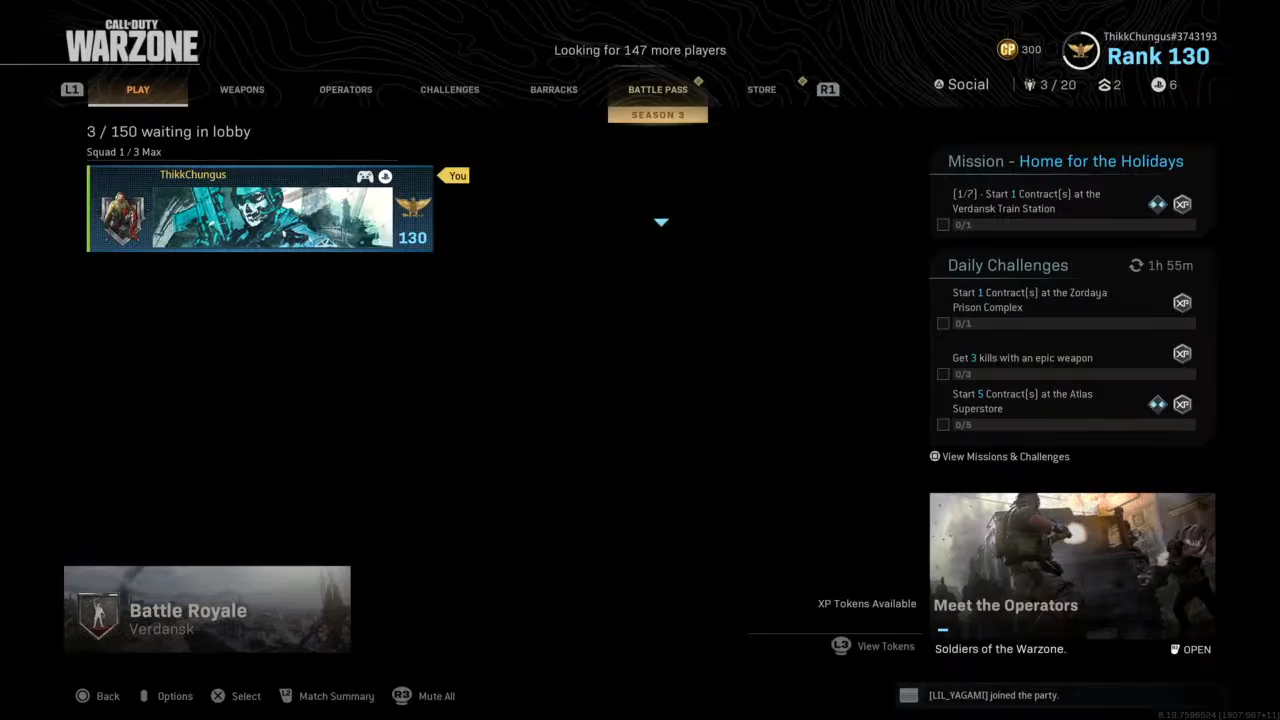 CALL OF DUTY
WARZONE
Looking for 147 more players
CP 300
ThikkChungus#3743193
Rank 130
L1
PLAY
WEAPONS
OPERATORS
CHALLENGES
BARRACKS
BATTLE PASS
STORE
R1
SEASON 3
Social
3 / 20
2
6
3 / 150 waiting in lobby
Squad 1 / 3 Max
ThikkChungus
You
130
Mission - Home for the Holidays
[1/7] - Start 1 Contract(s) at the
Verdansk Train Station
XP
0/1
Daily Challenges
1h 55m
Start 1 Contract(s) at the Zordaya
Prison Complex
XP
0/1
Get 3 kills with an epic weapon
XP
0/3
Start 5 Contract(s) at the Atlas
Superstore
XP
0/5
View Missions & Challenges
Battle Royale
Verdansk
XP Tokens Available
L3 View Tokens
Meet the Operators
Soldiers of the Warzone.
OPEN
Back
Options
Select
Match Summary
R3 Mute All
[LIL_YAGAMI] joined the party.